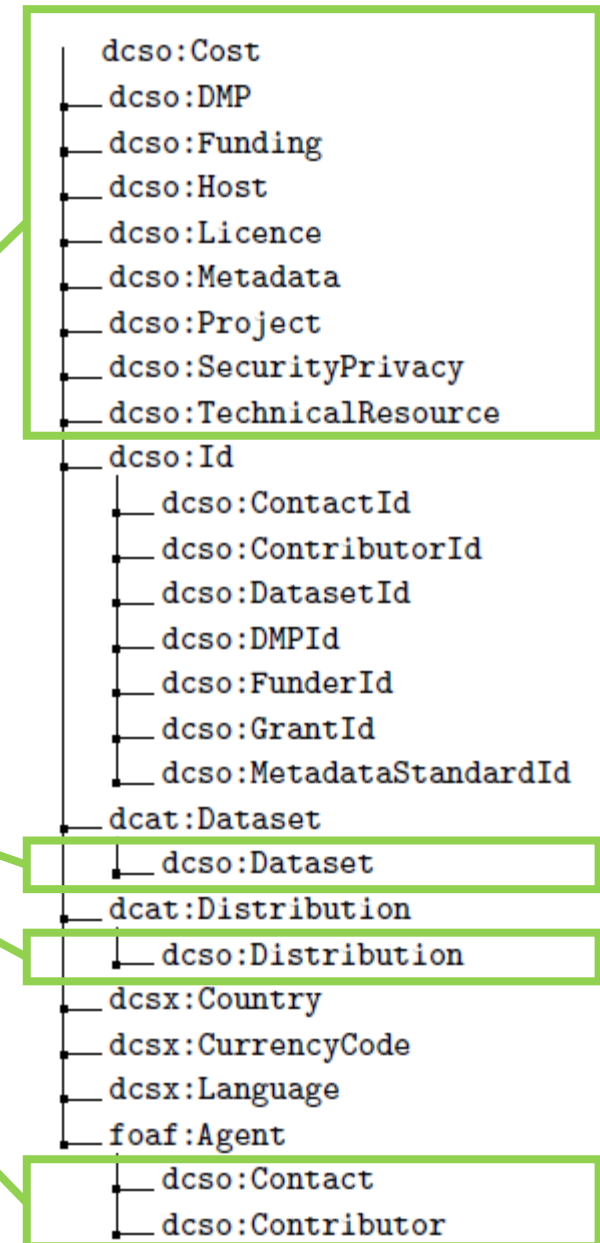 dcso:Cost
dcso:DMP
dcso:Funding
dcso:Host
dcso:Licence
dcso:Metadata
dcso:Project
dcso:SecurityPrivacy
dcso:TechnicalResource
dcso:Id
dcso:ContactId
dcso:ContributorId
dcso:DatasetId
dcso:DMPId
dcso:FunderId
dcso:GrantId
dcso:MetadataStandardId
dcat:Dataset
dcso:Dataset
dcat:Distribution
dcso:Distribution
dcsx:Country
dcsx:CurrencyCode
dcsx:Language
foaf:Agent
dcso:Contact
dcso:Contributor